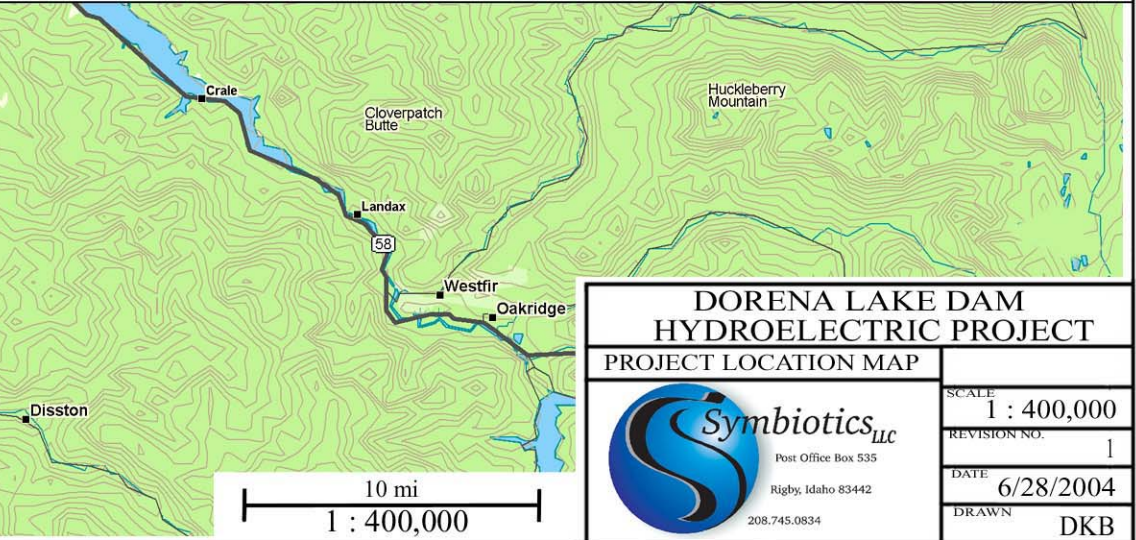 Crale
Cloverpatch
Butte
Huckleberry
Mountain
Landax
58
Westfir
Oakridge
Disston
10 mi
1 : 400,000
DORENA LAKE DAM
HYDROELECTRIC PROJECT
PROJECT LOCATION MAP
Symbiotics LLC
Post Office Box 535
Rigby, Idaho 83442
208.745.0834
SCALE
1 : 400,000
REVISION NO.
1
DATE
6/28/2004
DRAWN
DKB